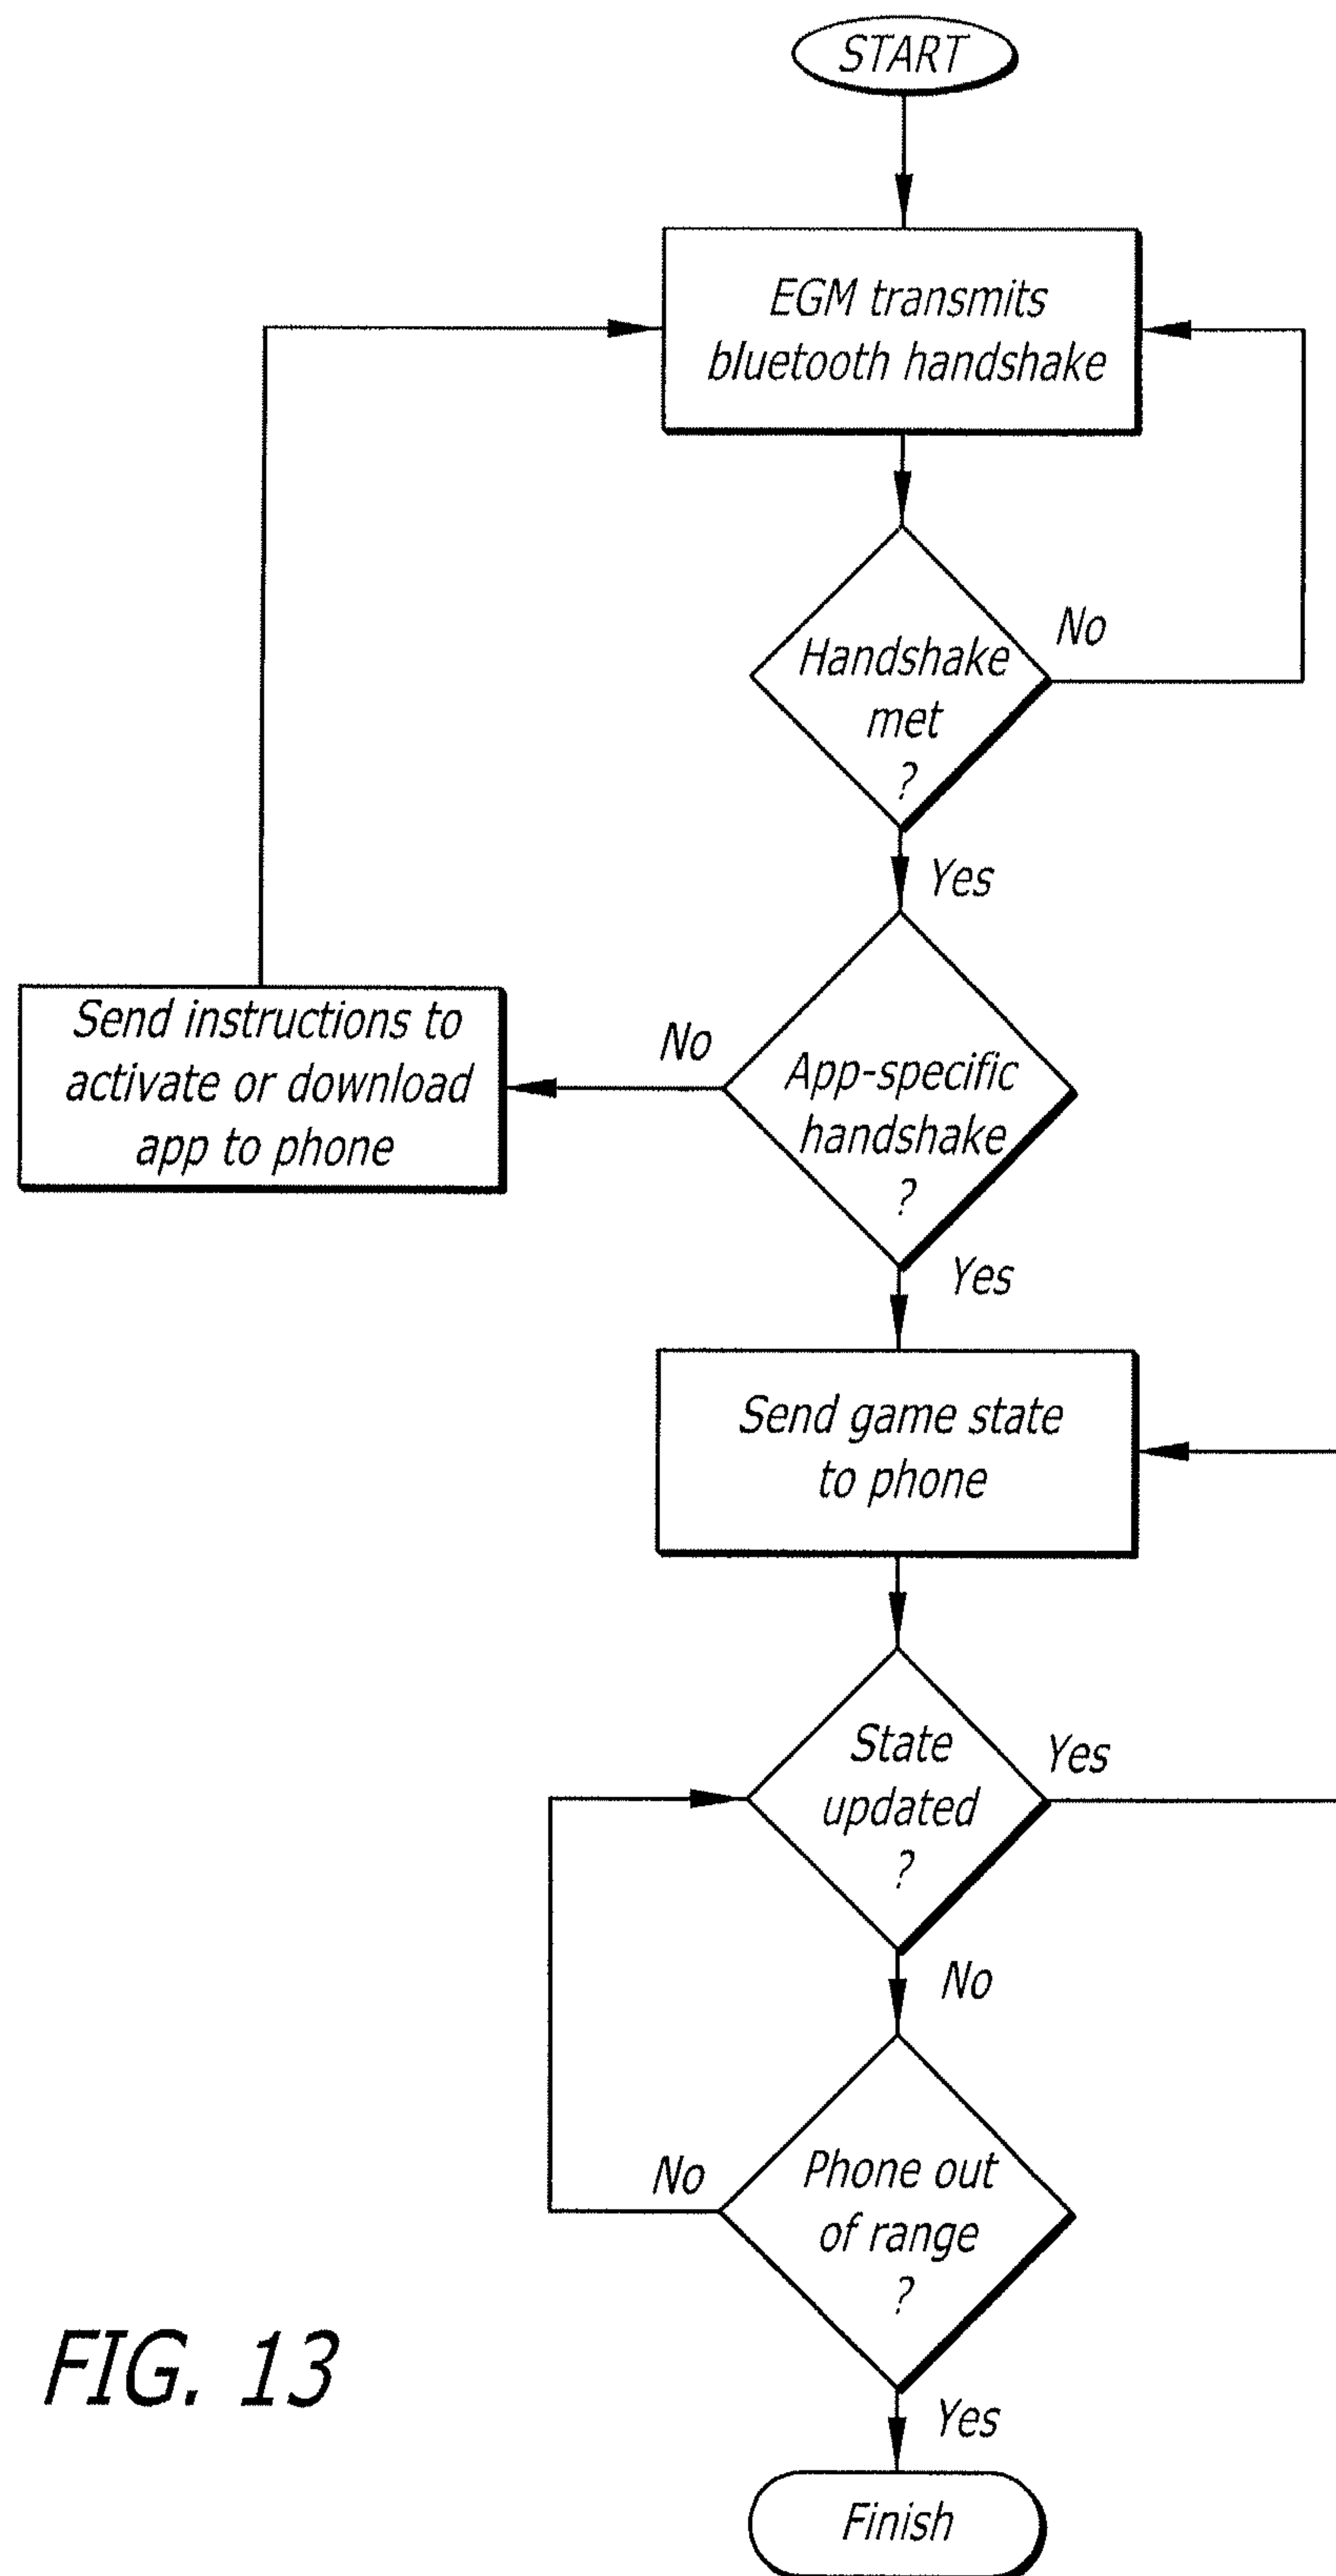 START
EGM transmits
bluetooth handshake
Handshake
met
?
No
Yes
App-specific
handshake
?
No
Send instructions to
activate or download
app to phone
Yes
Send game state
to phone
State
updated
?
Yes
No
Phone out
of range
?
No
Yes
Finish
FIG. 13